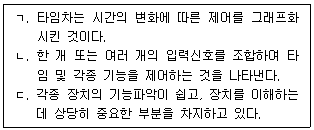 ㄱ. 타임차는 시간의 변화에 따른 제어를 그래프화
시킨 것이다.
ㄴ. 한 개 또는 여러 개의 입력신호를 조합하여 타
임 및 각종 기능을 제어하는 것을 나타낸다.
ㄷ. 각종 장치의 기능파악이 쉽고, 장치를 이해하는
데 상당히 중요한 부분을 차지하고 있다.